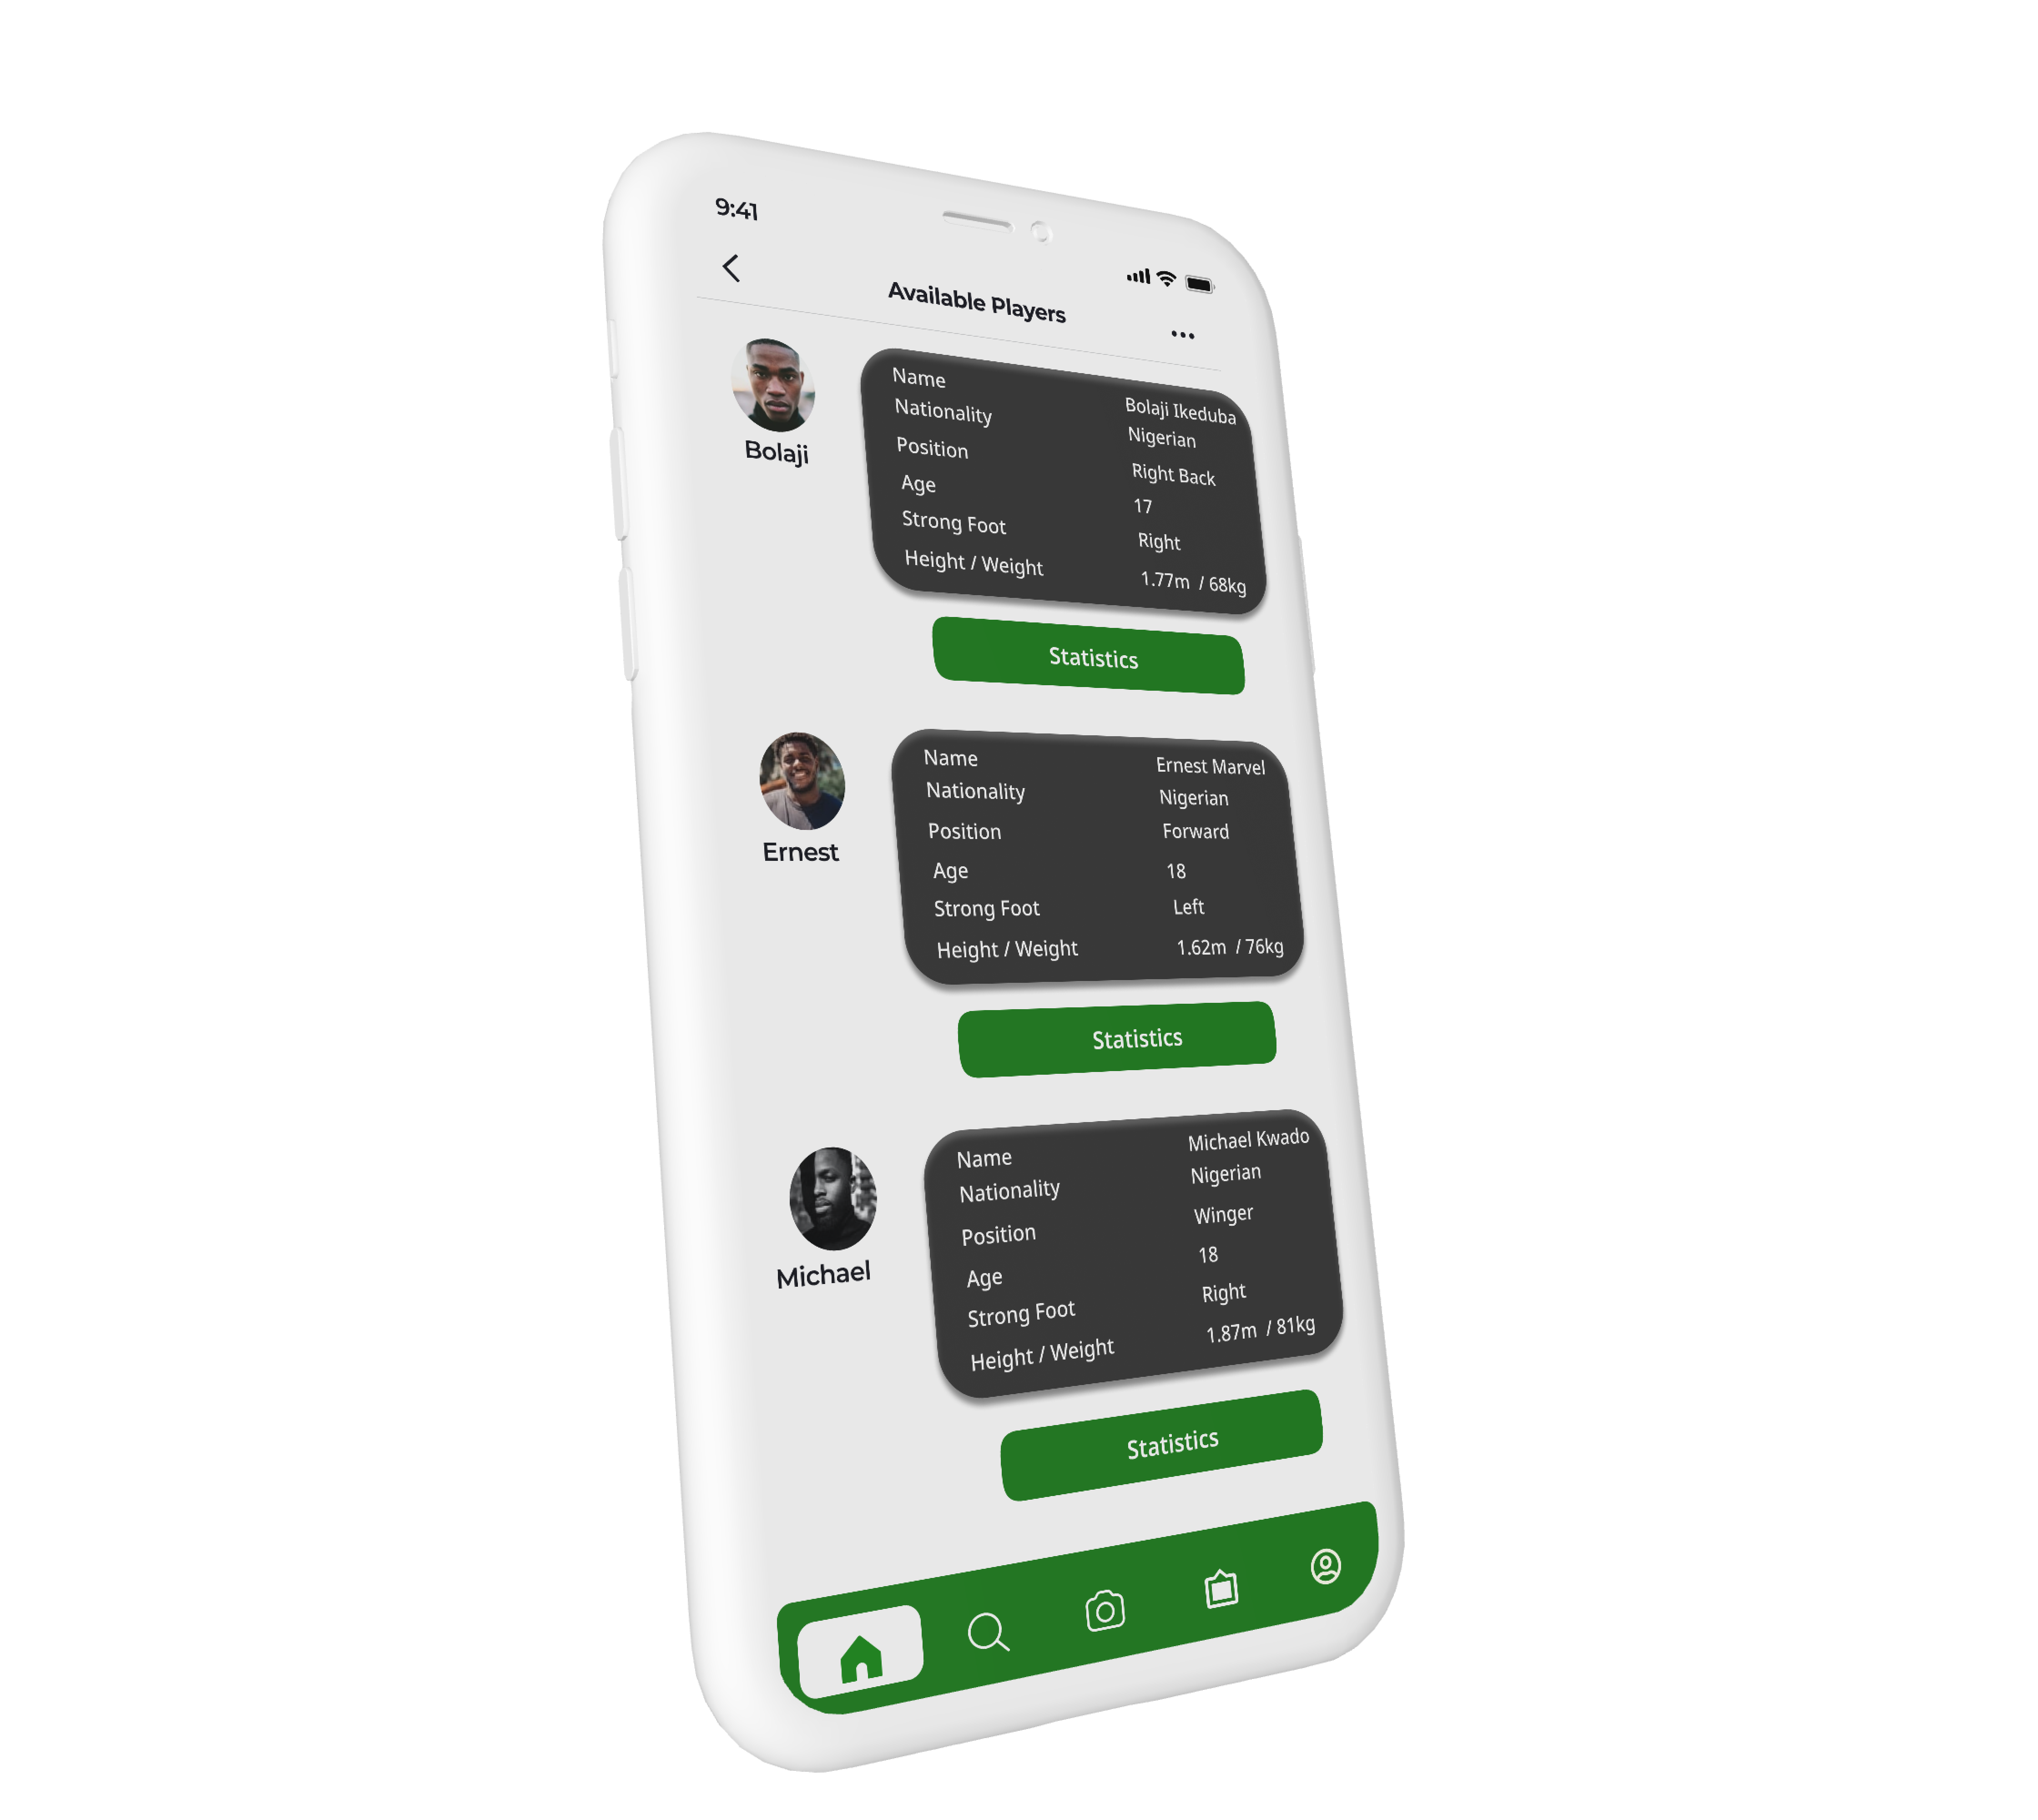 9:41
Available Players
Bolaji
Name Bolaji Ikeduba
Nationality Nigerian
Position Right Back
Age 17
Strong Foot Right
Height / Weight 1.77m / 68kg
Statistics
Ernest
Name Ernest Marvel
Nationality Nigerian
Position Forward
Age 18
Strong Foot Left
Height / Weight 1.62m / 76kg
Statistics
Michael
Name Michael Kwado
Nationality Nigerian
Position Winger
Age 18
Strong Foot Right
Height / Weight 1.87m / 81kg
Statistics